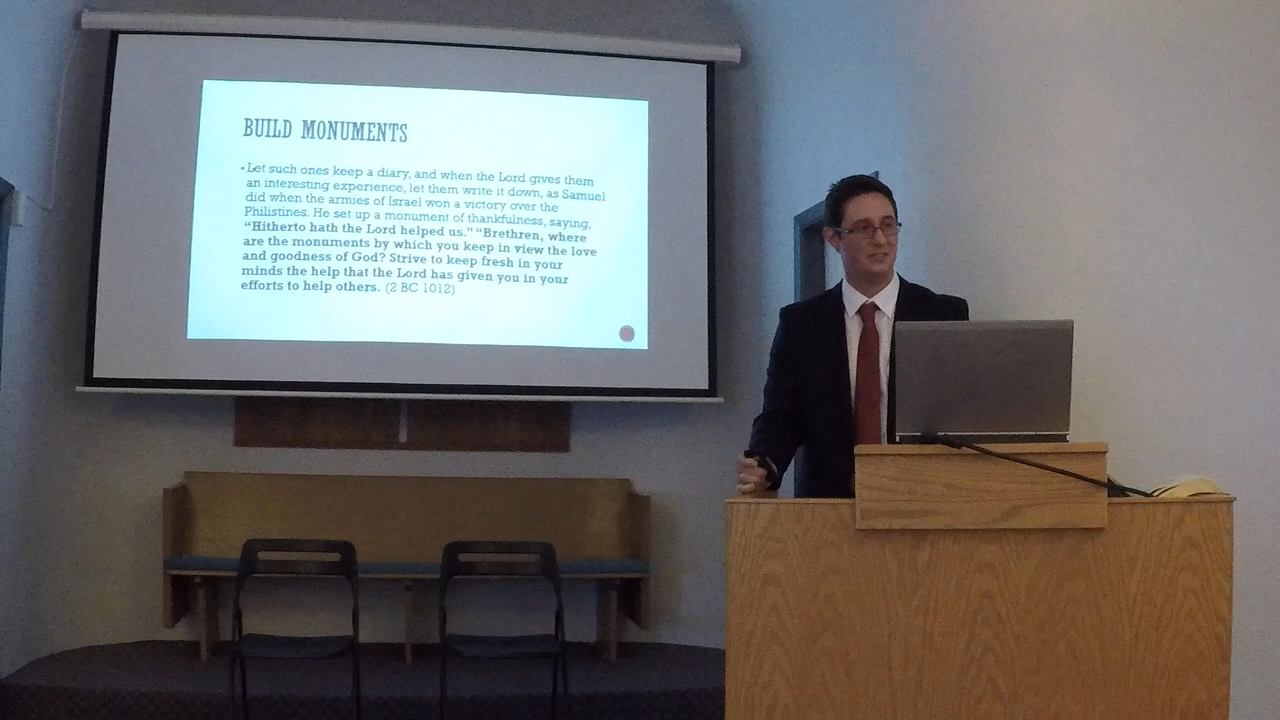 BUILD MONUMENTS
• Let such ones keep a diary, and when the Lord gives them
an interesting experience, let them write it down, as Samuel
did when the armies of Israel won a victory over the
Philistines. He set up a monument of thankfulness, saying,
“Hitherto hath the Lord helped us.” “Brethren, where
are the monuments by which you keep in view the love
and goodness of God? Strive to keep fresh in your
minds the help that the Lord has given you in your
efforts to help others. (2 BC 1012)